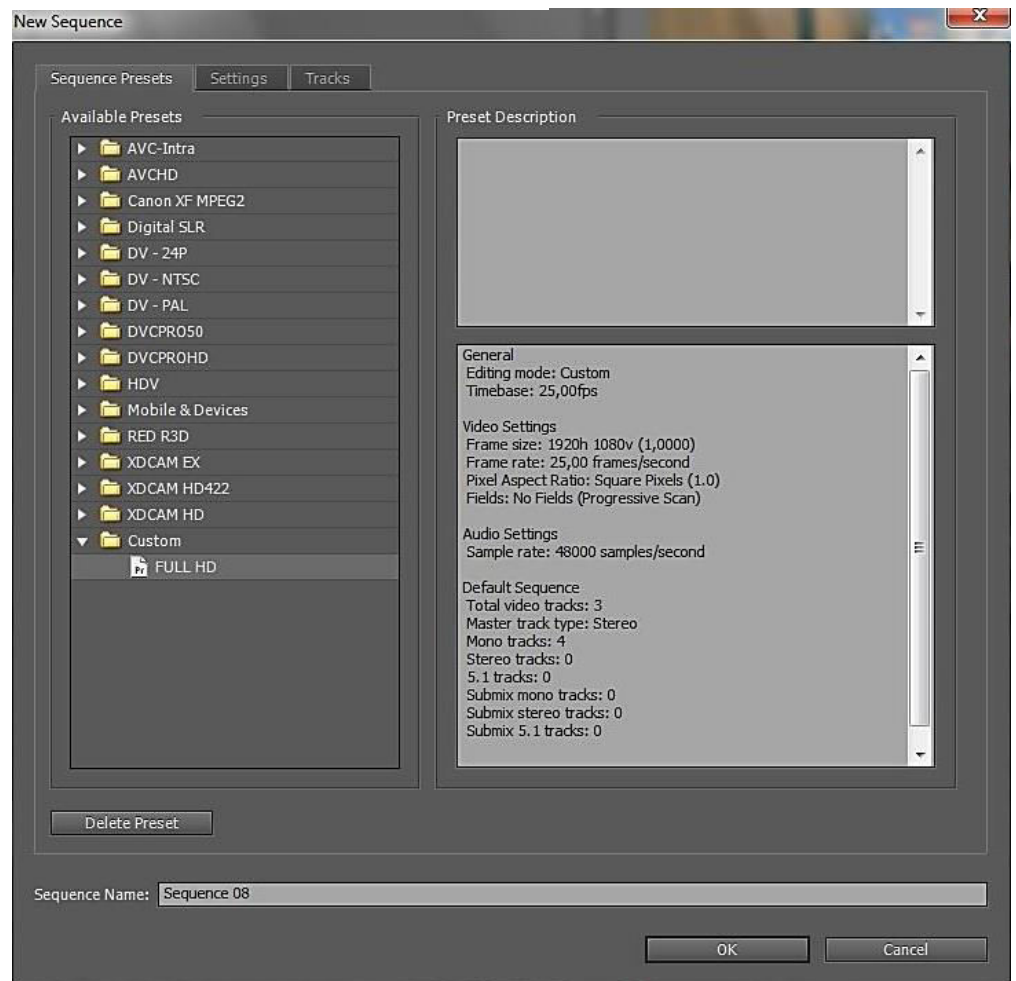 New Sequence
X
Sequence Presets
Settings
Tracks
Available Presets
AVC-Intra
AVCHD
Canon XF MPEG2
Digital SLR
DV - 24P
DV - NTSC
DV - PAL
DVCPRO50
DVCPROHD
HDV
Mobile & Devices
RED R3D
XDCAM EX
XDCAM HD422
XDCAM HD
Custom
Pr FULL HD
Delete Preset
Preset Description
General
Editing mode: Custom
Timebase: 25,00fps
Video Settings
Frame size: 1920h 1080v (1,0000)
Frame rate: 25,00 frames/second
Pixel Aspect Ratio: Square Pixels (1.0)
Fields: No Fields (Progressive Scan)
Audio Settings
Sample rate: 48000 samples/second
Default Sequence
Total video tracks: 3
Master track type: Stereo
Mono tracks: 4
Stereo tracks: 0
5.1 tracks: 0
Submix mono tracks: 0
Submix stereo tracks: 0
Submix 5.1 tracks: 0
Sequence Name: Sequence 08
OK
Cancel